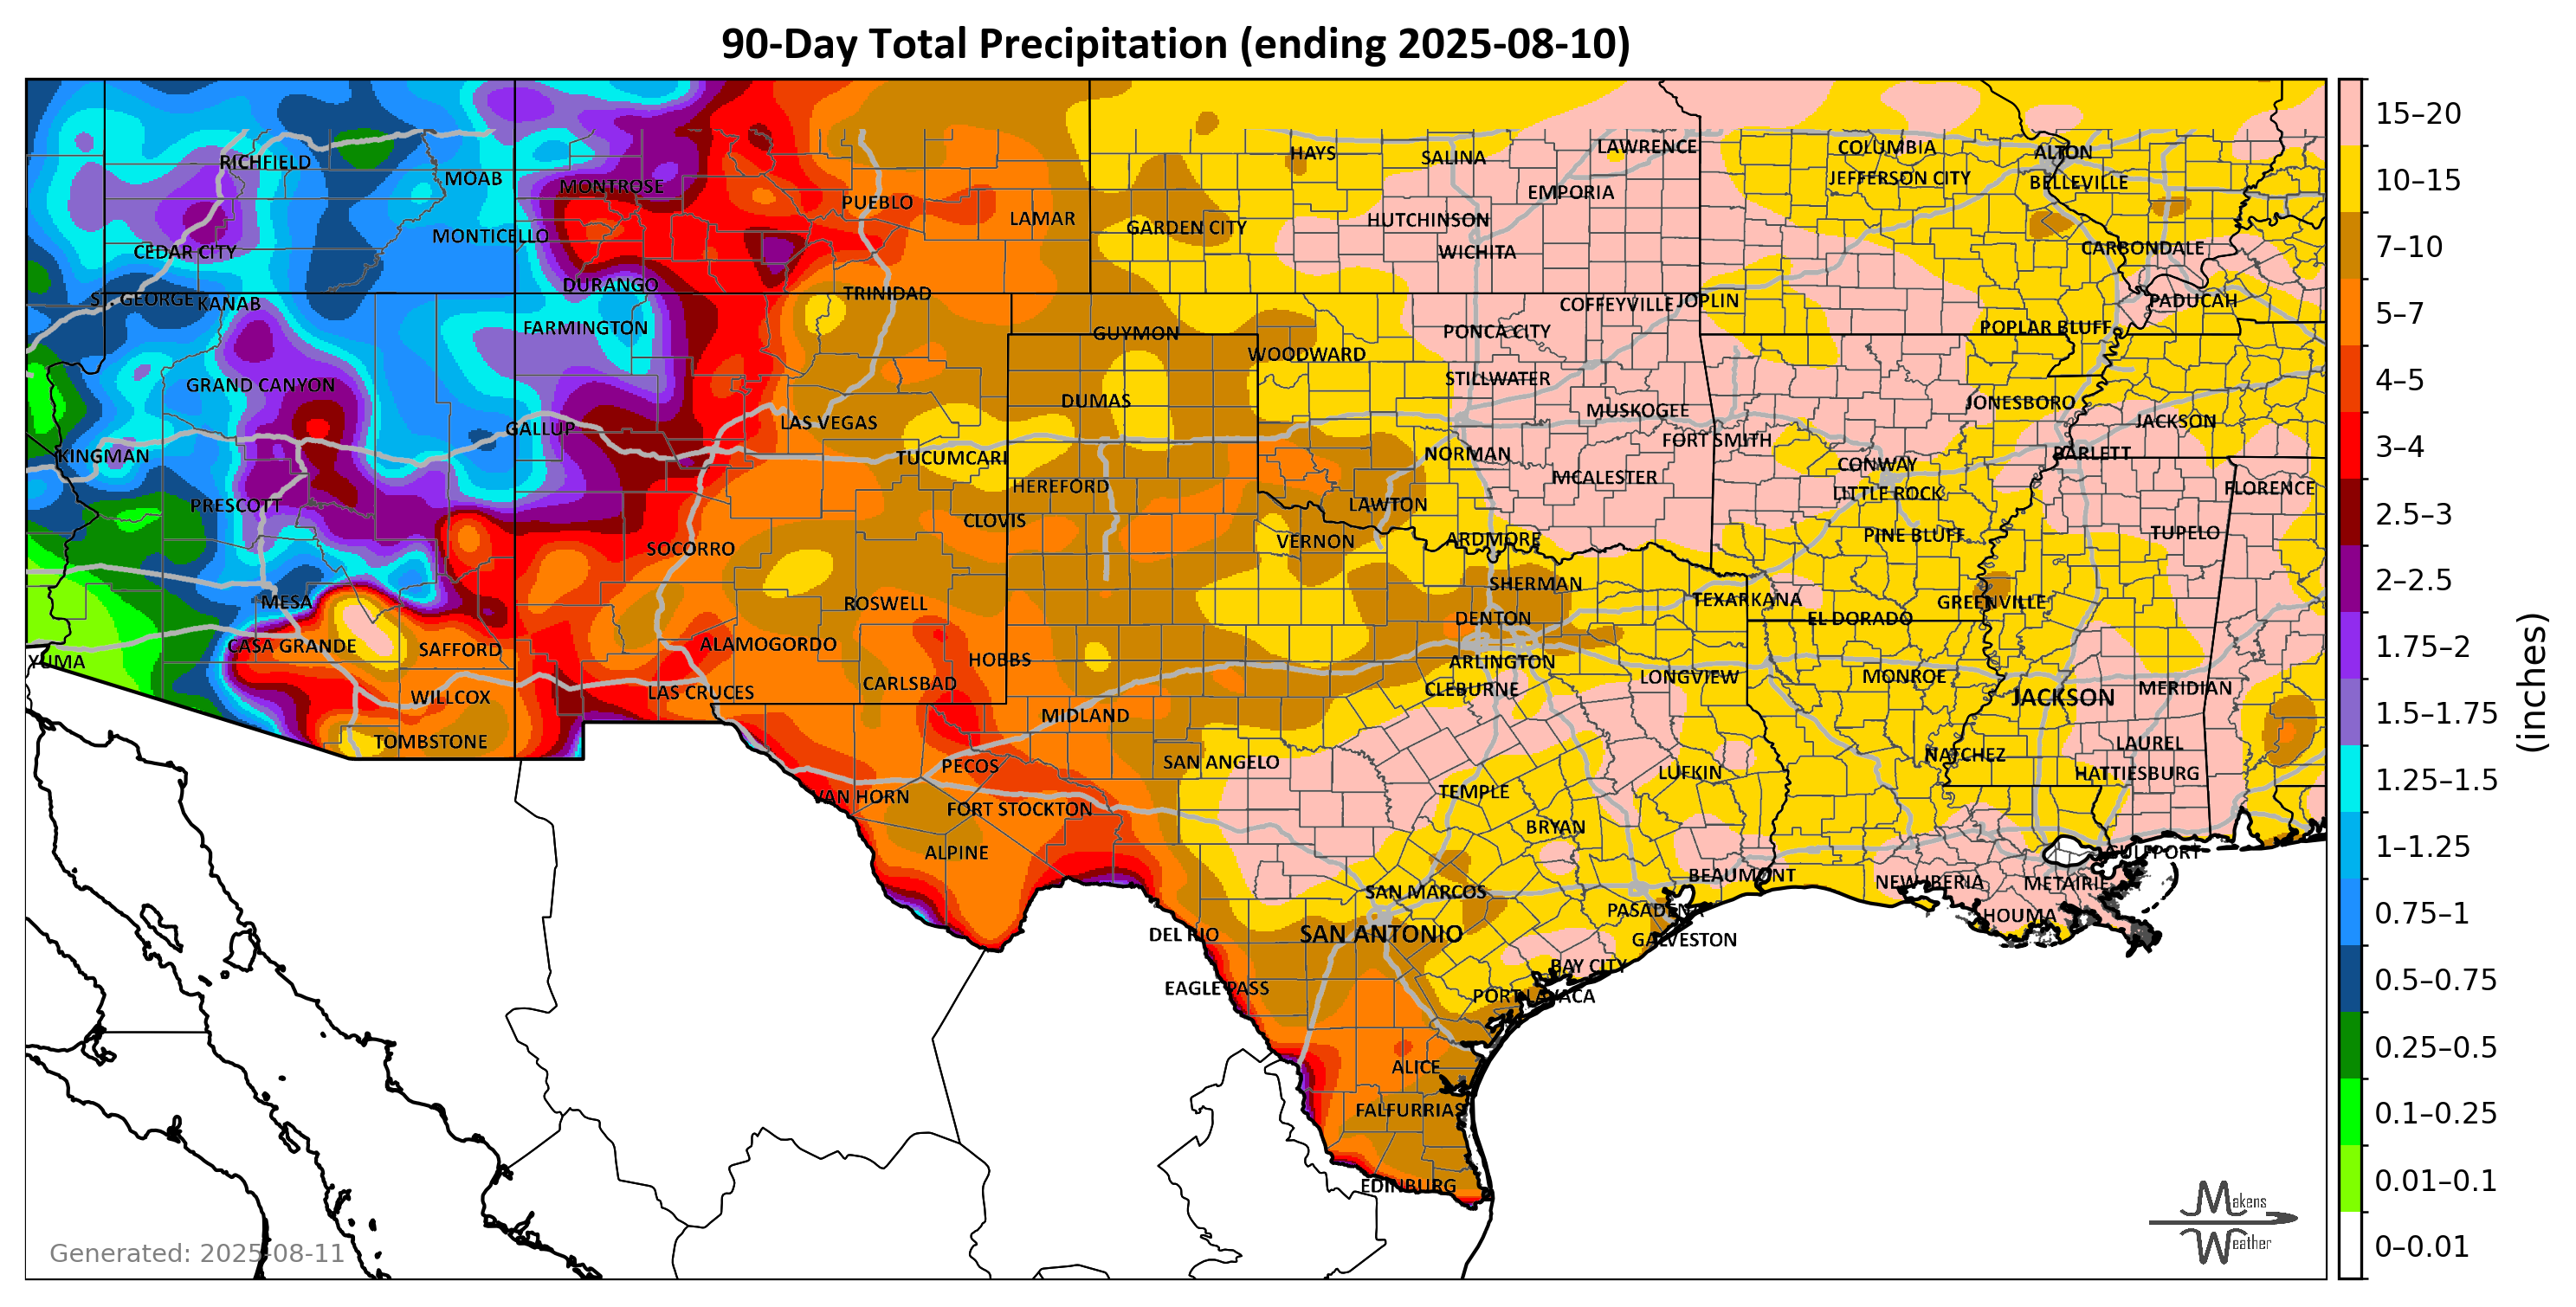 90-Day Total Precipitation (ending 2025-08-10)
RICHFIELD
MOAB
MONTROSE
PUEBLO
LAMAR
HAYS
SALINA
LAWRENCE
COLUMBIA
ALTON
JEFFERSON CITY
BELLEVILLE
EMPORIA
HUTCHINSON
GARDEN CITY
WICHITA
CARBONDALE
CEDAR CITY
MONTICELLO
DURANGO
TRINIDAD
ST. GEORGE
KANAB
COFFEYVILLE
JOPLIN
PADUCAH
FARMINGTON
GUYMON
PONCA CITY
POPLAR BLUFF
WOODWARD
GRAND CANYON
STILLWATER
DUMAS
MUSKOGEE
JONESBORO
JACKSON
LAS VEGAS
GALLUP
FORT SMITH
KINGMAN
TUCUMCARI
NORMAN
BARLETT
CONWAY
MCALESTER
HEREFORD
LITTLE ROCK
FLORENCE
PRESCOTT
LAWTON
CLOVIS
PINE BLUFF
TUPELO
SOCORRO
VERNON
ARDMORE
SHERMAN
MESA
ROSWELL
TEXARKANA
GREENVILLE
DENTON
EL DORADO
CASA GRANDE
SAFFORD
ALAMOGORDO
HOBBS
ARLINGTON
YUMA
LONGVIEW
MONROE
CARLSBAD
CLEBURNE
MERIDIAN
WILLCOX
LAS CRUCES
JACKSON
MIDLAND
TOMBSTONE
LAUREL
NATCHEZ
PECOS
SAN ANGELO
LUFKIN
HATTIESBURG
TEMPLE
VAN HORN
FORT STOCKTON
BRYAN
ALPINE
GULFPORT
BEAUMONT
NEW IBERIA
METAIRIE
SAN MARCOS
PASADENA
HOUMA
DEL RIO
SAN ANTONIO
GALVESTON
BAY CITY
EAGLE PASS
PORT LAVACA
ALICE
FALFURRIAS
EDINBURG
15–20
10–15
7–10
5–7
4–5
3–4
2.5–3
2–2.5
1.75–2
1.5–1.75
1.25–1.5
1–1.25
0.75–1
0.5–0.75
0.25–0.5
0.1–0.25
0.01–0.1
0–0.01
(inches)
Generated: 2025-08-11
Makens
Weather